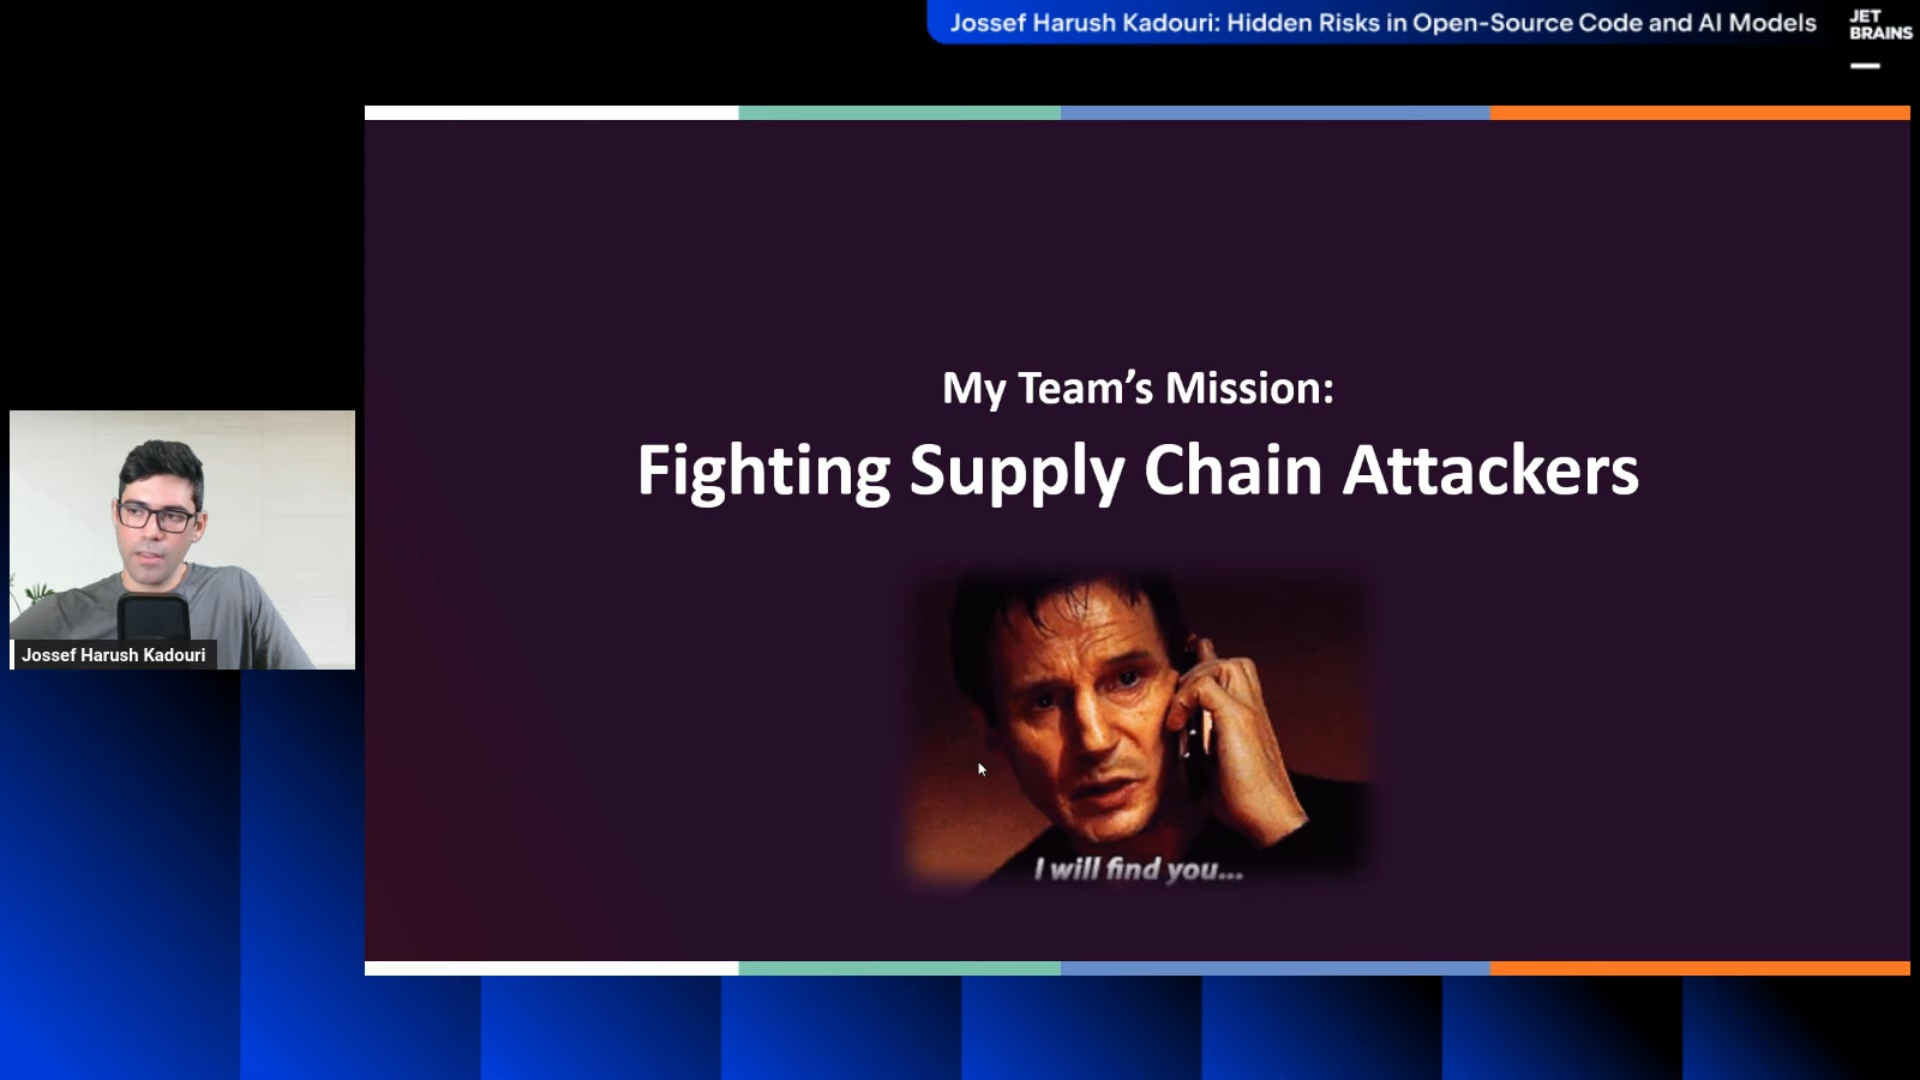 Jossef Harush Kadouri: Hidden Risks in Open-Source Code and AI Models
JET
BRAINS
My Team’s Mission:
Fighting Supply Chain Attackers
I will find you...
Jossef Harush Kadouri